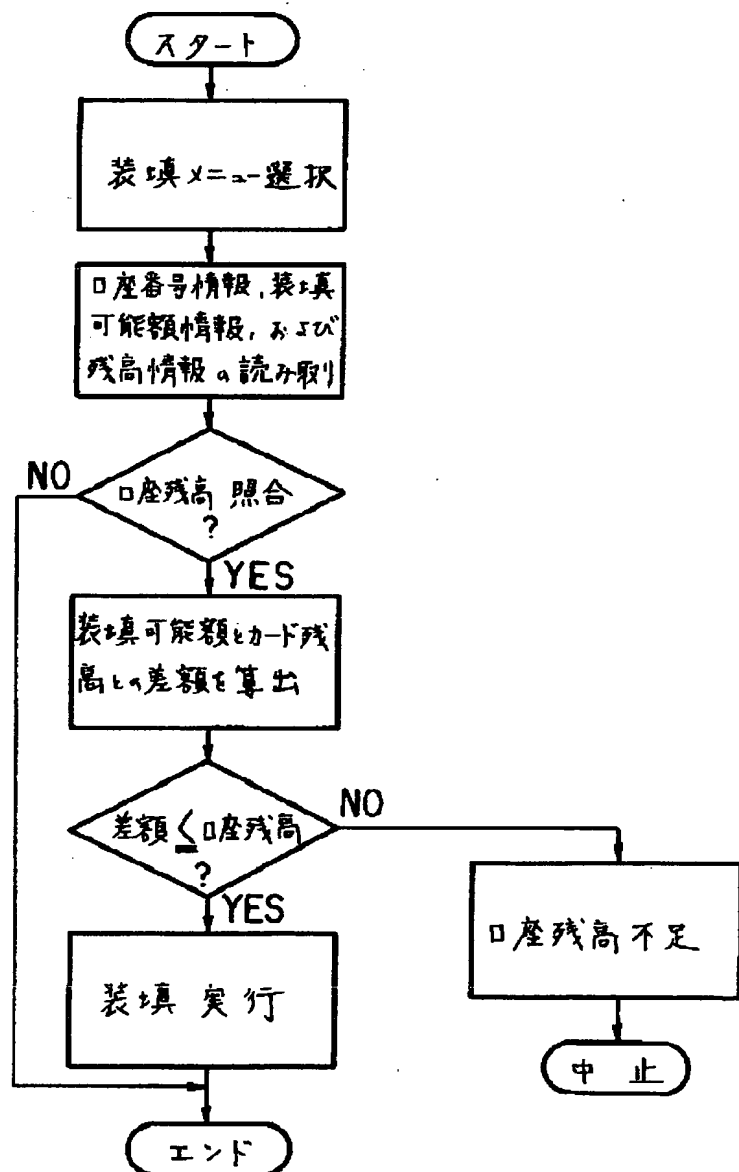 スタート
装填メニュー選択
口座番号情報,装填
可能額情報,および
残高情報の読み取り
口座残高 照合
?
NO
YES
装填可能額とカード残
高との差額を算出
差額≦口座残高
?
NO
YES
口座残高不足
装填 実行
中 止
エンド